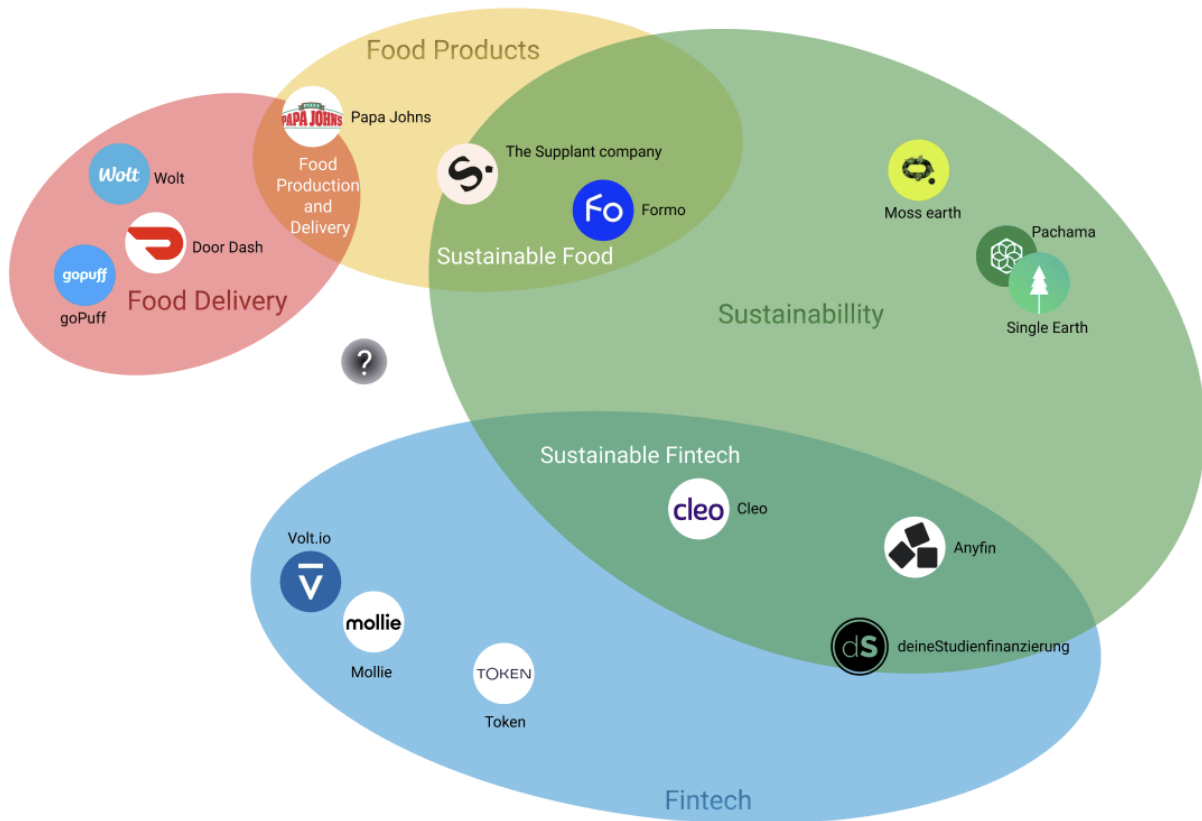 Food Products
PIZZA
PAPA JOHNS
Papa Johns
Food
Production
and
Delivery
Wolt
Wolt
Door Dash
gopuff
goPuff
Food Delivery
S.
The Supplant company
Fo
Formo
Sustainable Food
Moss earth
Pachama
Single Earth
Sustainabillity
?
Sustainable Fintech
cleo
Cleo
Anyfin
dS
deineStudienfinanzierung
Volt.io
V
mollie
Mollie
TOKEN
Token
Fintech